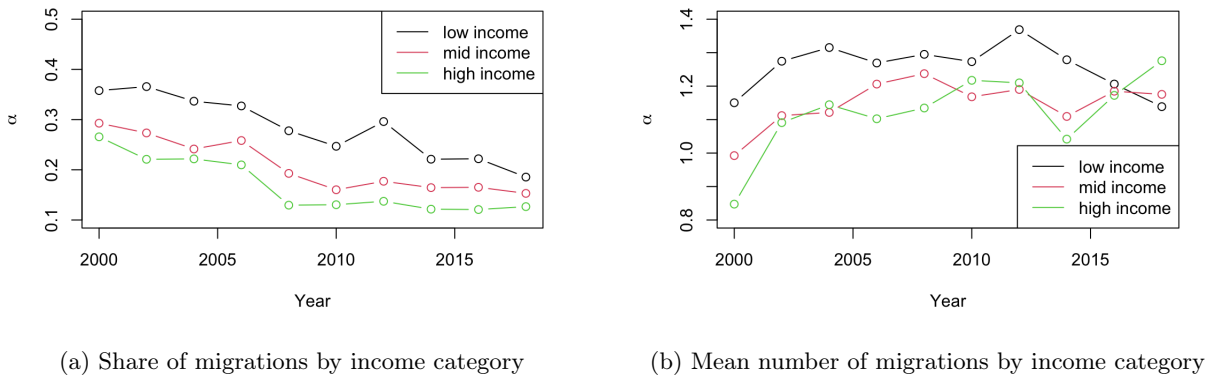 0.5
0.3
0.2
0.1
α
low income
mid income
high income
2000
2005
2010
2015
Year
(a) Share of migrations by income category
1.4
1.2
1.0
0.8
α
low income
mid income
high income
2000
2005
2010
2015
Year
(b) Mean number of migrations by income category